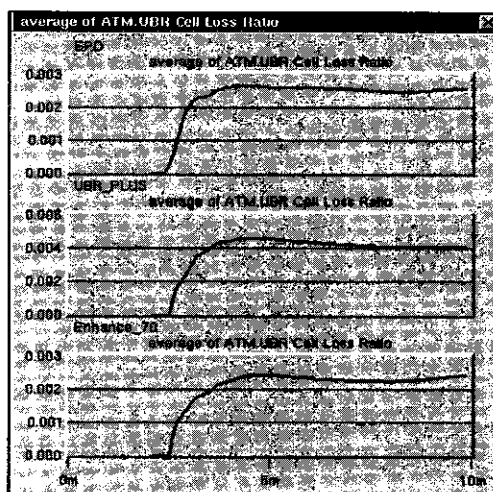 average of ATM.UBR Cell Loss Ratio
EPD
average of ATM.UBR Cell Loss Ratio
0.003
0.002
0.001
0.000
UBR_PLUS
average of ATM.UBR Cell Loss Ratio
0.006
0.004
0.002
0.000
Enhance_70
average of ATM.UBR Cell Loss Ratio
0.003
0.002
0.001
0.000
0m 5m 10m